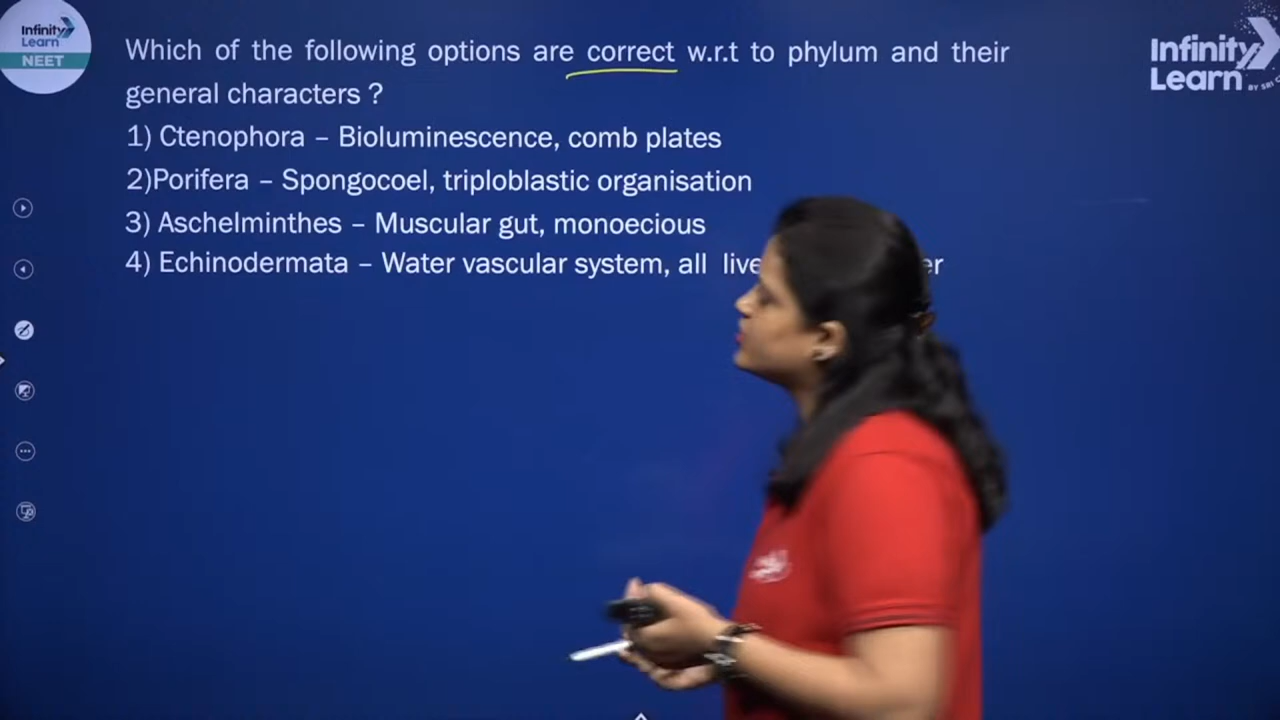 Infinity
Learn
NEET
Infinity
Learn
BY SRI
Which of the following options are correct w.r.t to phylum and their
general characters ?
1) Ctenophora – Bioluminescence, comb plates
2)Porifera – Spongocoel, triploblastic organisation
3) Aschelminthes – Muscular gut, monoecious
4) Echinodermata – Water vascular system, all live